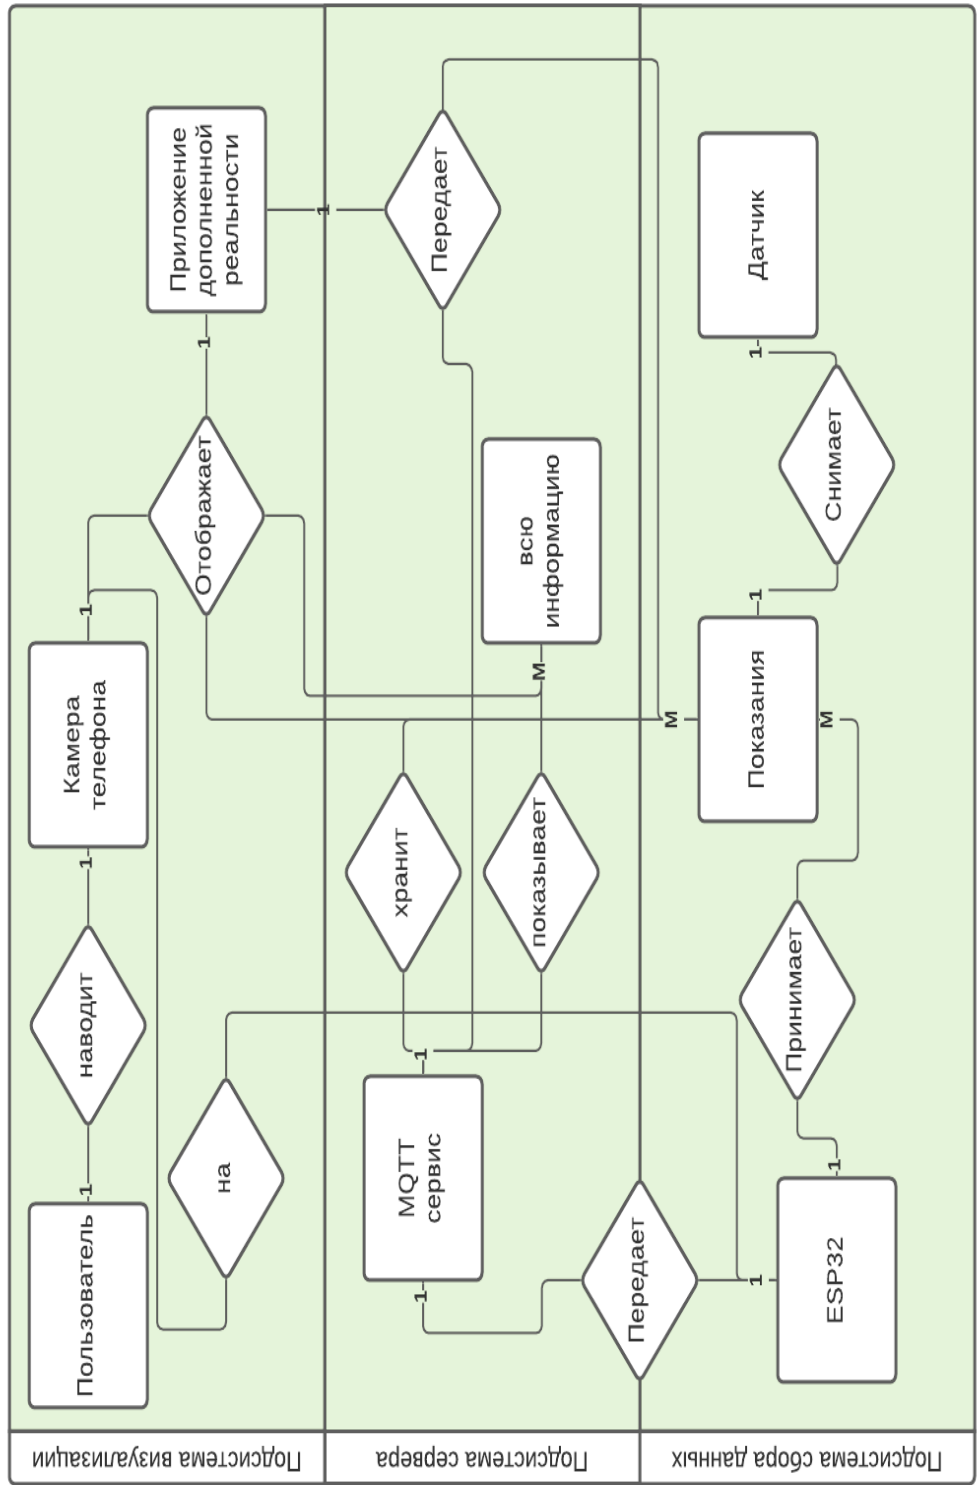 Подсистема визуализации
Пользователь
1
наводит
1
Камера
телефона
1
Отображает
1
Приложение
дополненной
реальности
на
1
Подсистема сервера
1
MQTT
сервис
1
хранит
показывает
М
всю
информацию
Передает
Передает
Подсистема сбора данных
1
ESP32
1
Принимает
М
М
Показания
1
Снимает
1
Датчик